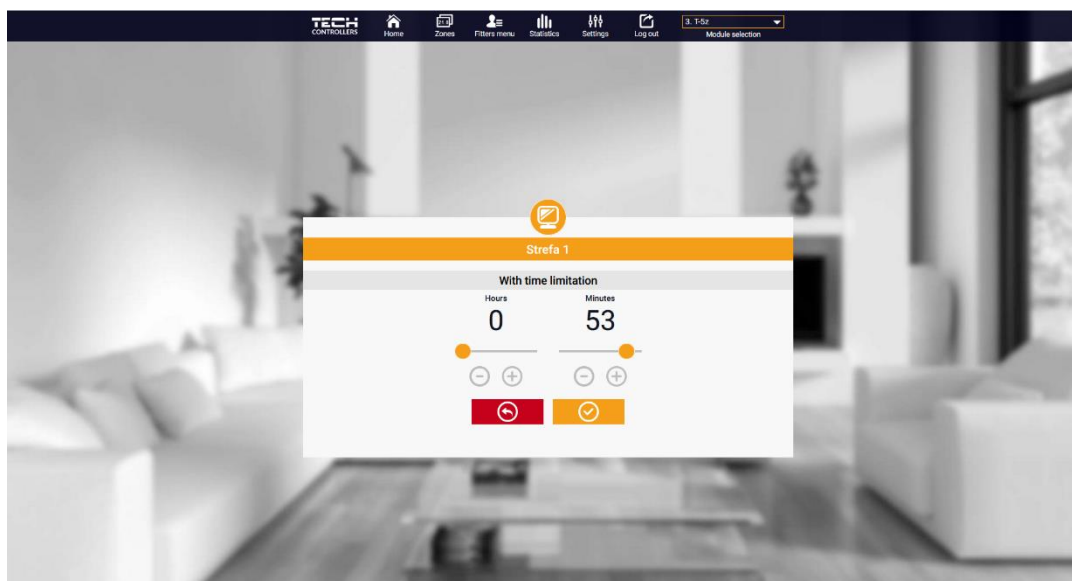 TECH
CONTROLLERS
Home
Zones
Fitters menu
Statistics
Settings
Log out
3. T-5z
Module selection
Strefa 1
With time limitation
Hours
Minutes
0
53